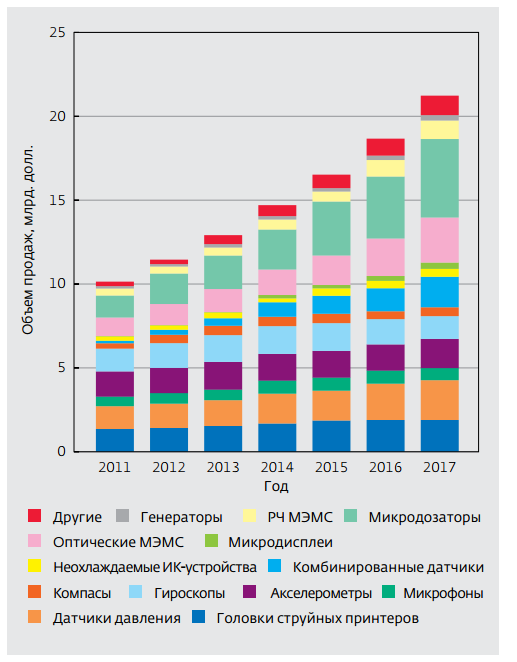 Объем продаж, млрд. долл.
25
20
15
10
5
0
2011 2012 2013 2014 2015 2016 2017
Год
Другие Генераторы РЧ МЭМС Микродозаторы
Оптические МЭМС Микродисплеи
Неохлаждаемые ИК-устройства Комбинированные датчики
Компасы Гироскопы Акселерометры Микрофоны
Датчики давления Головки струйных принтеров